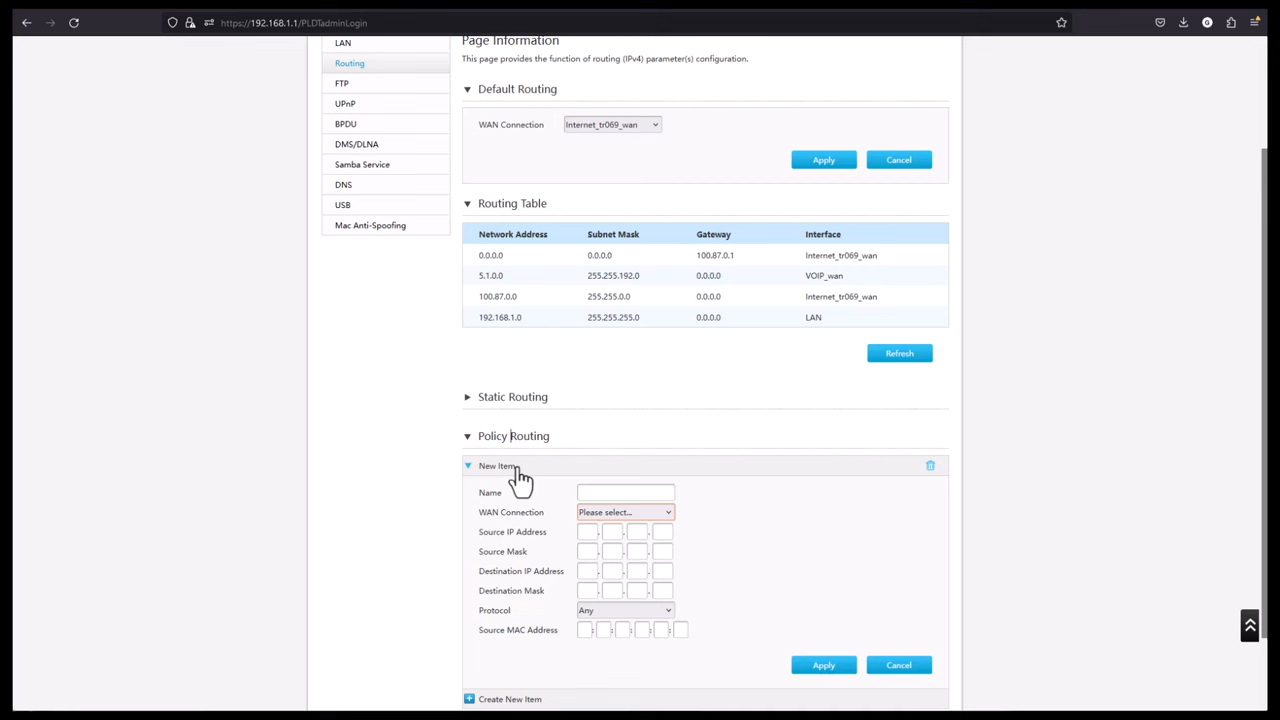 https://192.168.1.1/PLDTadminLogin
LAN
Routing
FTP
UPnP
BPDU
DMS/DLNA
Samba Service
DNS
USB
Mac Anti-Spoofing
Page Information
This page provides the function of routing (IPv4) parameter(s) configuration.
Default Routing
WAN Connection Internet_tr069_wan
Apply Cancel
Routing Table
Network Address Subnet Mask Gateway Interface
0.0.0.0 0.0.0.0 100.87.0.1 Internet_tr069_wan
5.1.0.0 255.255.192.0 0.0.0.0 VOIP_wan
100.87.0.0 255.255.0.0 0.0.0.0 Internet_tr069_wan
192.168.1.0 255.255.255.0 0.0.0.0 LAN
Refresh
Static Routing
Policy Routing
New Item
Name
WAN Connection Please select...
Source IP Address . . .
Source Mask . . .
Destination IP Address . . .
Destination Mask . . .
Protocol Any
Source MAC Address : : : : :
Apply Cancel
Create New Item